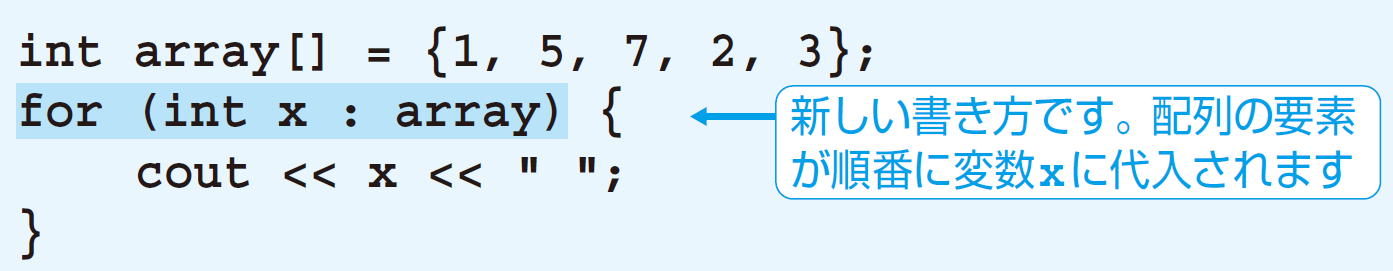 int array[] = {1, 5, 7, 2, 3};
for (int x : array) {
新しい書き方です。配列の要素
が順番に変数xに代入されます
    cout << x << " ";
}